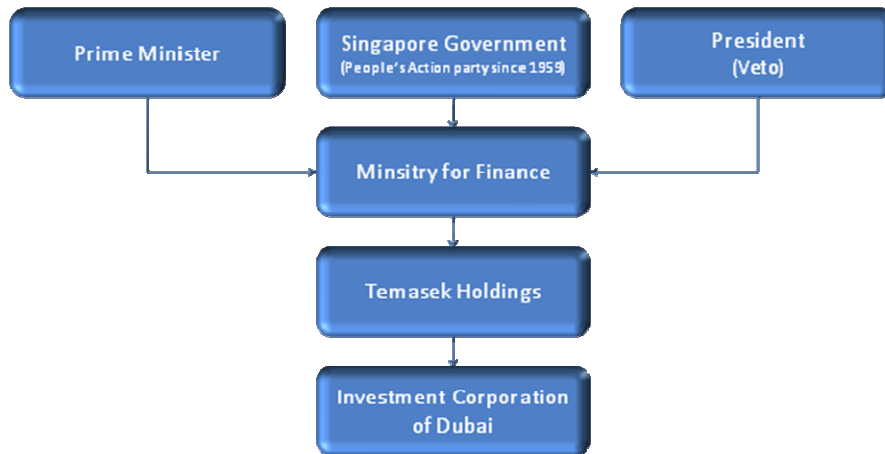 Prime Minister
Singapore Government
(People's Action party since 1959)
President
(Veto)
Minsitry for Finance
Temasek Holdings
Investment Corporation
of Dubai